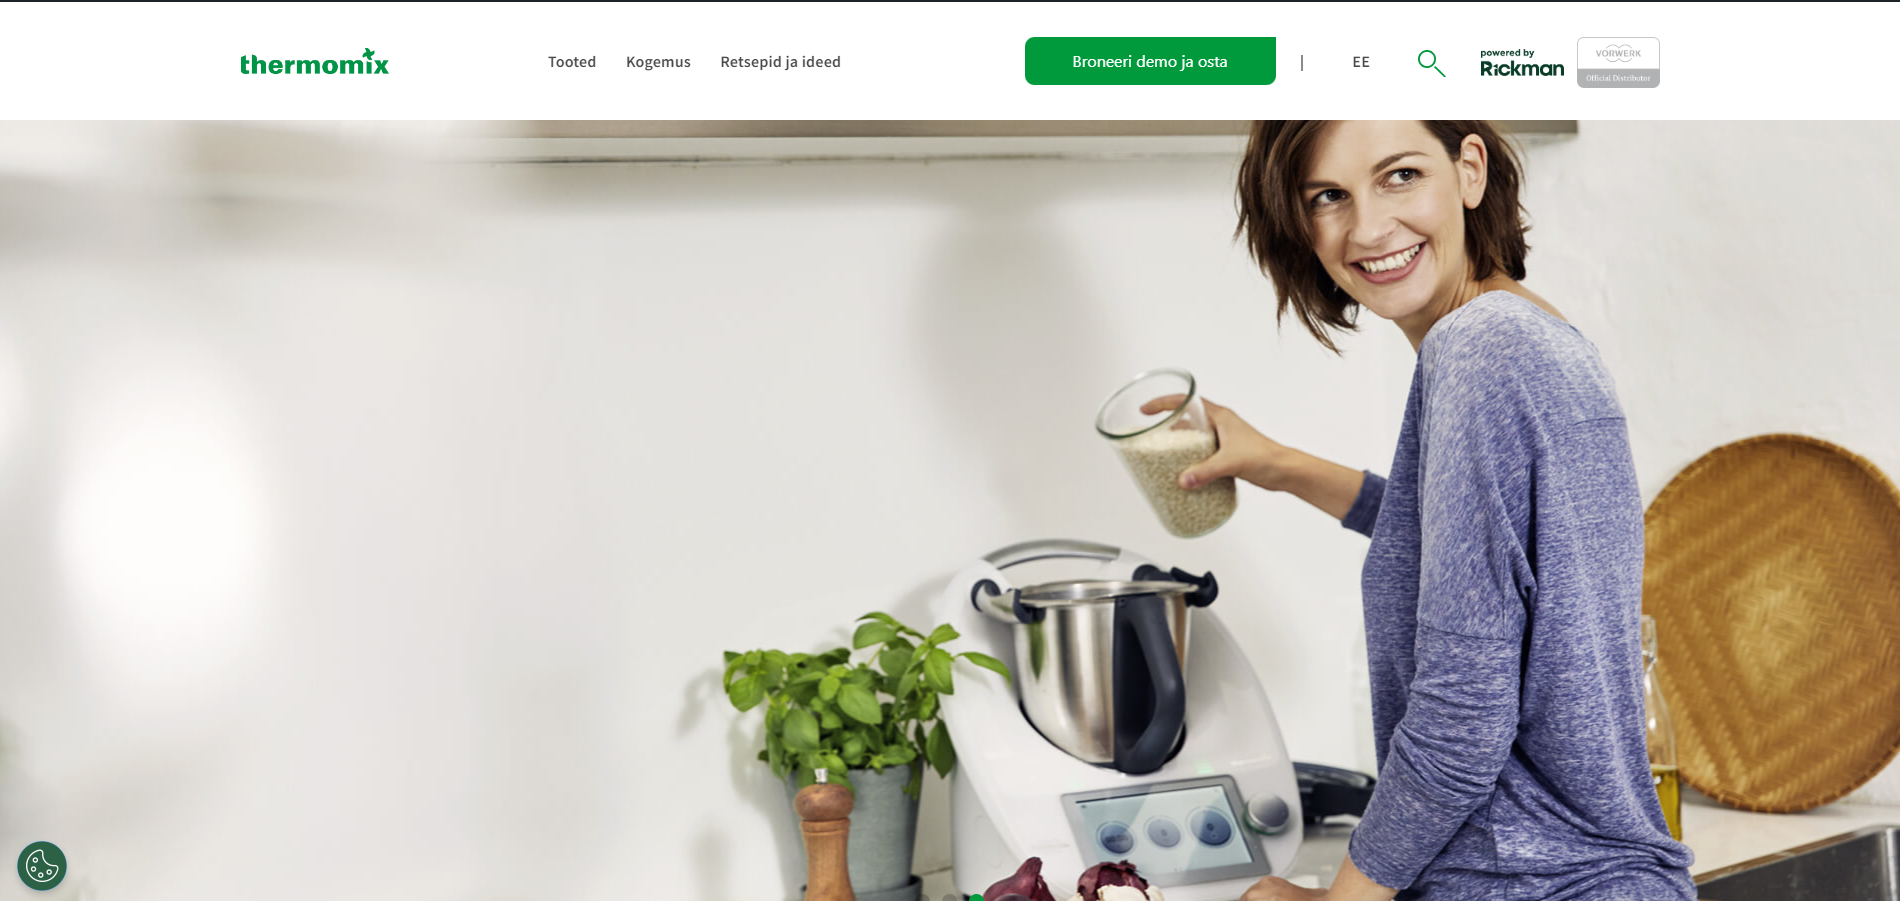 thermomix
Tooted
Kogemus
Retsepid ja ideed
Broneeri demo ja osta
|
EE
powered by
Rickman
VORWERK
Official Distributor